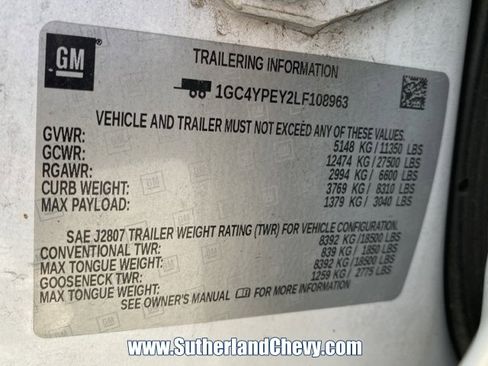 GM
TRAILERING INFORMATION
1GC4YPEY2LF108963
VEHICLE AND TRAILER MUST NOT EXCEED ANY OF THESE VALUES.
GVWR: 5148 KG / 11350 LBS
GCWR: 12474 KG / 27500 LBS
RGAWR: 2994 KG / 6600 LBS
CURB WEIGHT: 3769 KG / 8310 LBS
MAX PAYLOAD: 1379 KG / 3040 LBS
SAE J2807 TRAILER WEIGHT RATING (TWR) FOR VEHICLE CONFIGURATION.
CONVENTIONAL TWR: 8392 KG /18500 LBS
MAX TONGUE WEIGHT: 839 KG / 1850 LBS
GOOSENECK TWR: 8392 KG /18500 LBS
MAX TONGUE WEIGHT: 1259 KG / 2775 LBS
SEE OWNER'S MANUAL FOR MORE INFORMATION
www.SutherlandChevy.com